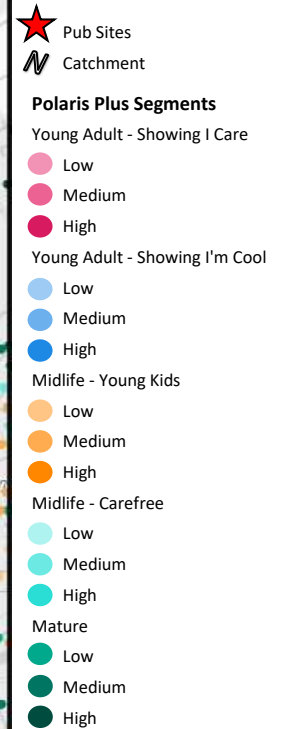 Pub Sites
Catchment
Polaris Plus Segments
Young Adult - Showing I Care
Low
Medium
High
Young Adult - Showing I'm Cool
Low
Medium
High
Midlife - Young Kids
Low
Medium
High
Midlife - Carefree
Low
Medium
High
Mature
Low
Medium
High